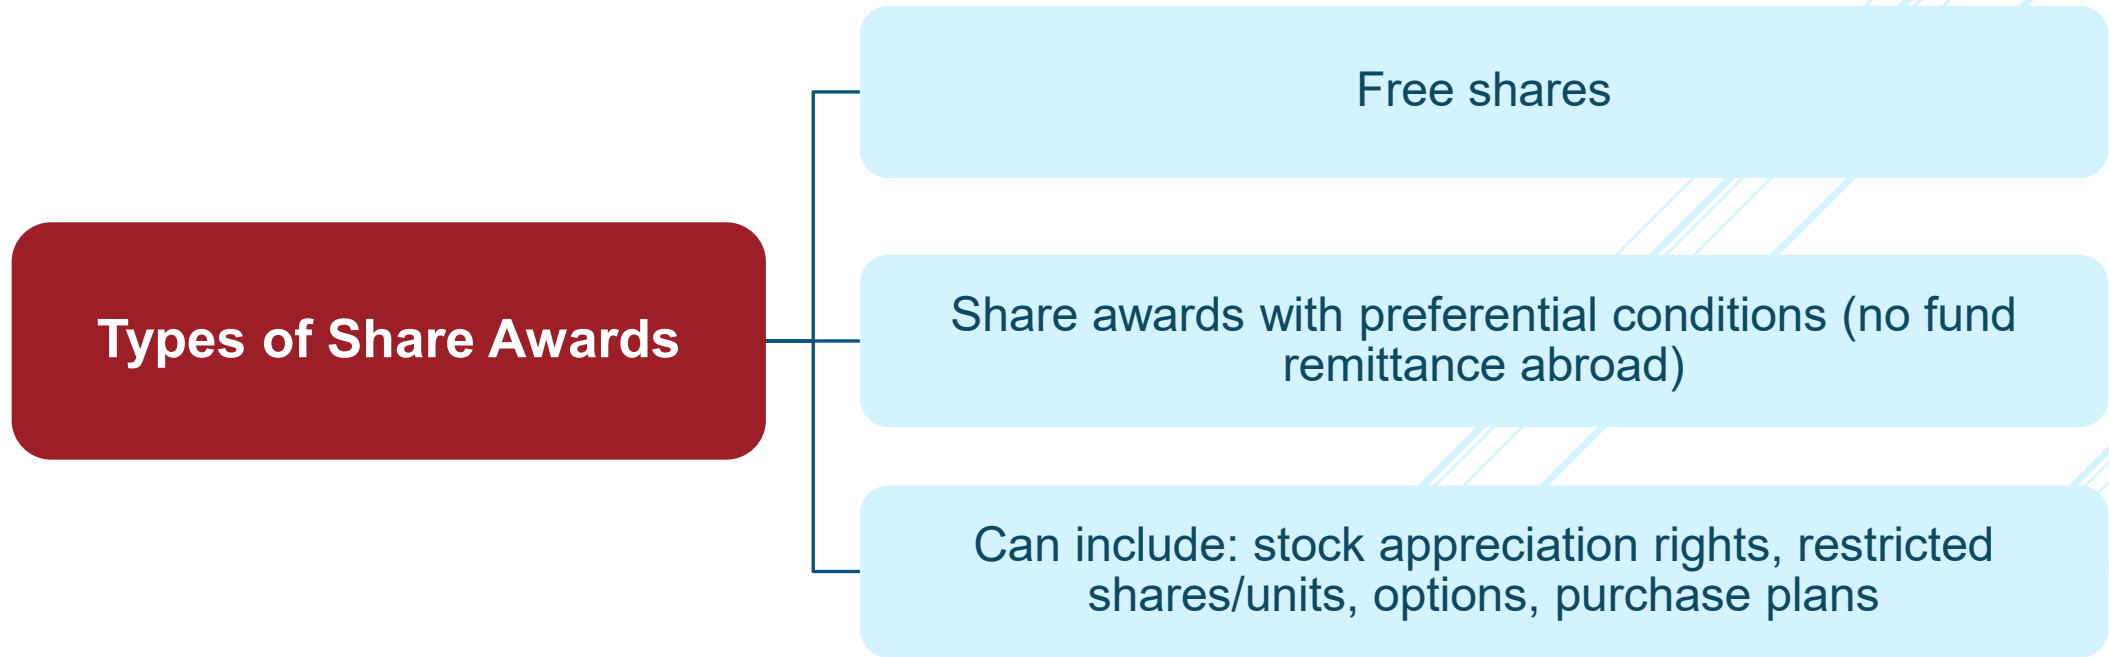 Types of Share Awards
Free shares
Share awards with preferential conditions (no fund
remittance abroad)
Can include: stock appreciation rights, restricted
shares/units, options, purchase plans